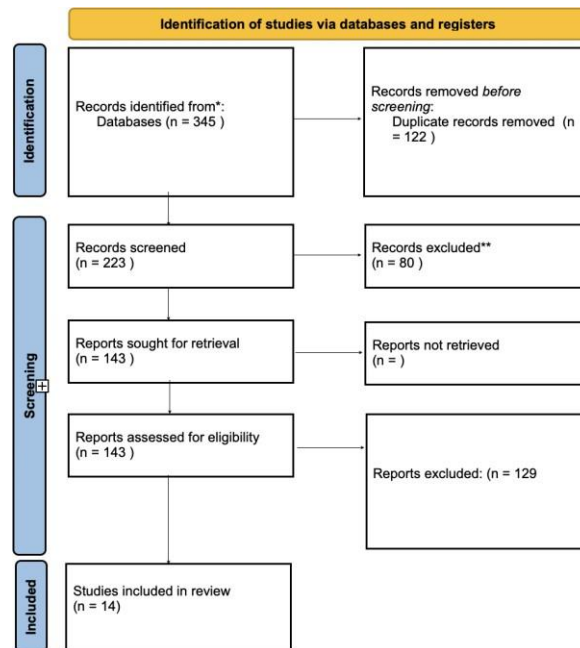 Identification of studies via databases and registers
Identification
Records identified from*:
Databases (n = 345 )
Records removed before
screening:
Duplicate records removed (n
= 122 )
Screening
Records screened
(n = 223 )
Records excluded**
(n = 80 )
Reports sought for retrieval
(n = 143 )
Reports not retrieved
(n = )
Reports assessed for eligibility
(n = 143 )
Reports excluded: (n = 129
Included
Studies included in review
(n = 14)